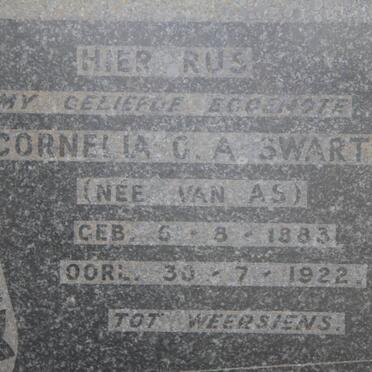 HIER RUS
MY GELIEFDE EGGENOTE
CORNELIA C. A. SWART
(NEE VAN AS)
GEB. 6 - 8 - 1883
OORL. 30 - 7 - 1922
TOT WEERSIENS.